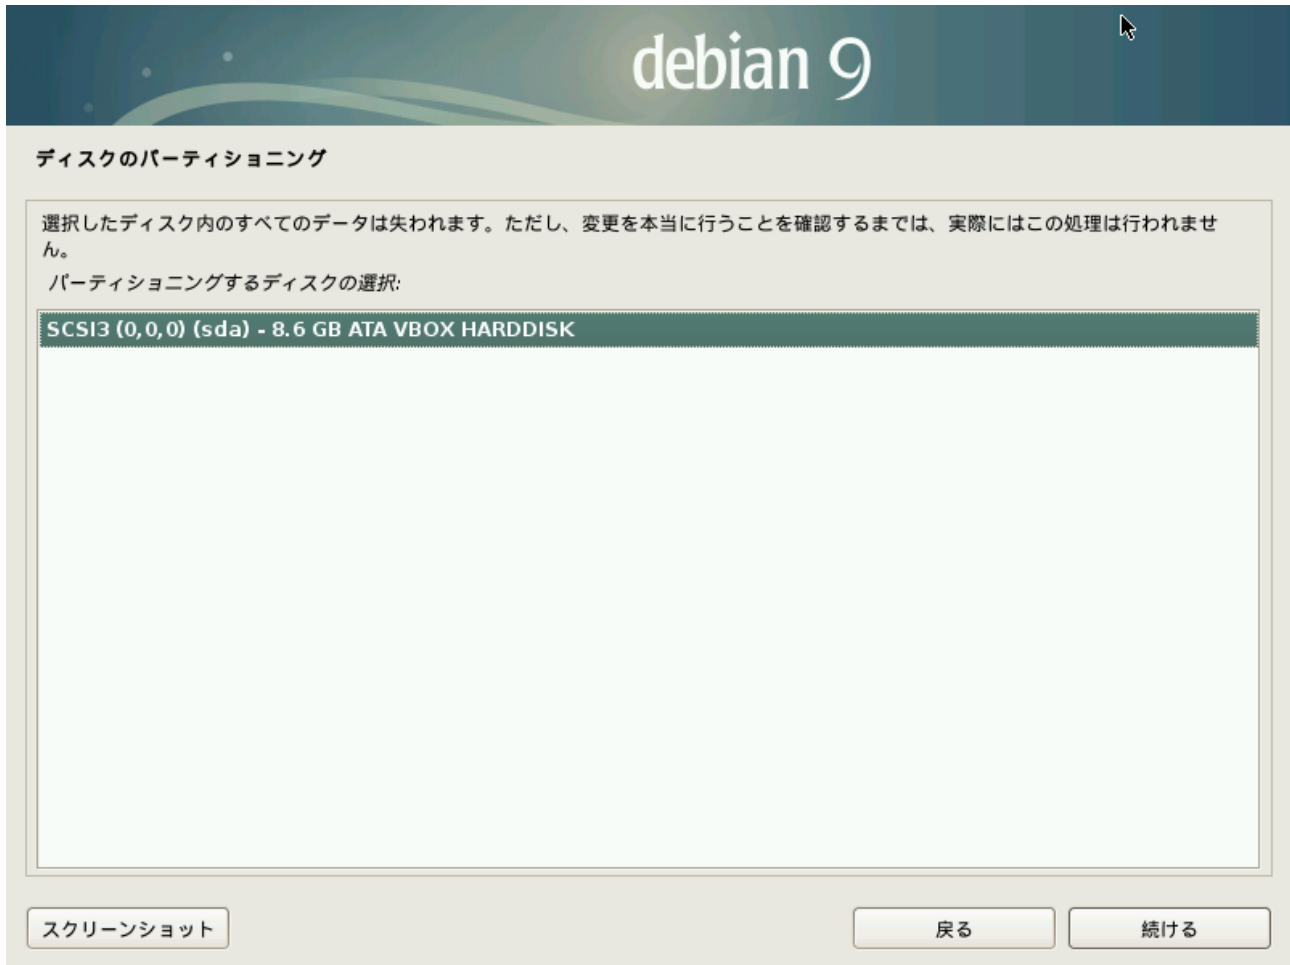 debian 9
ディスクのパーティショニング
選択したディスク内のすべてのデータは失われます。ただし、変更を本当に行うことを確認するまでは、実際にはこの処理は行われませ
ん。
パーティショニングするディスクの選択:
SCSI3 (0,0,0) (sda) - 8.6 GB ATA VBOX HARDDISK
スクリーンショット 戻る 続ける